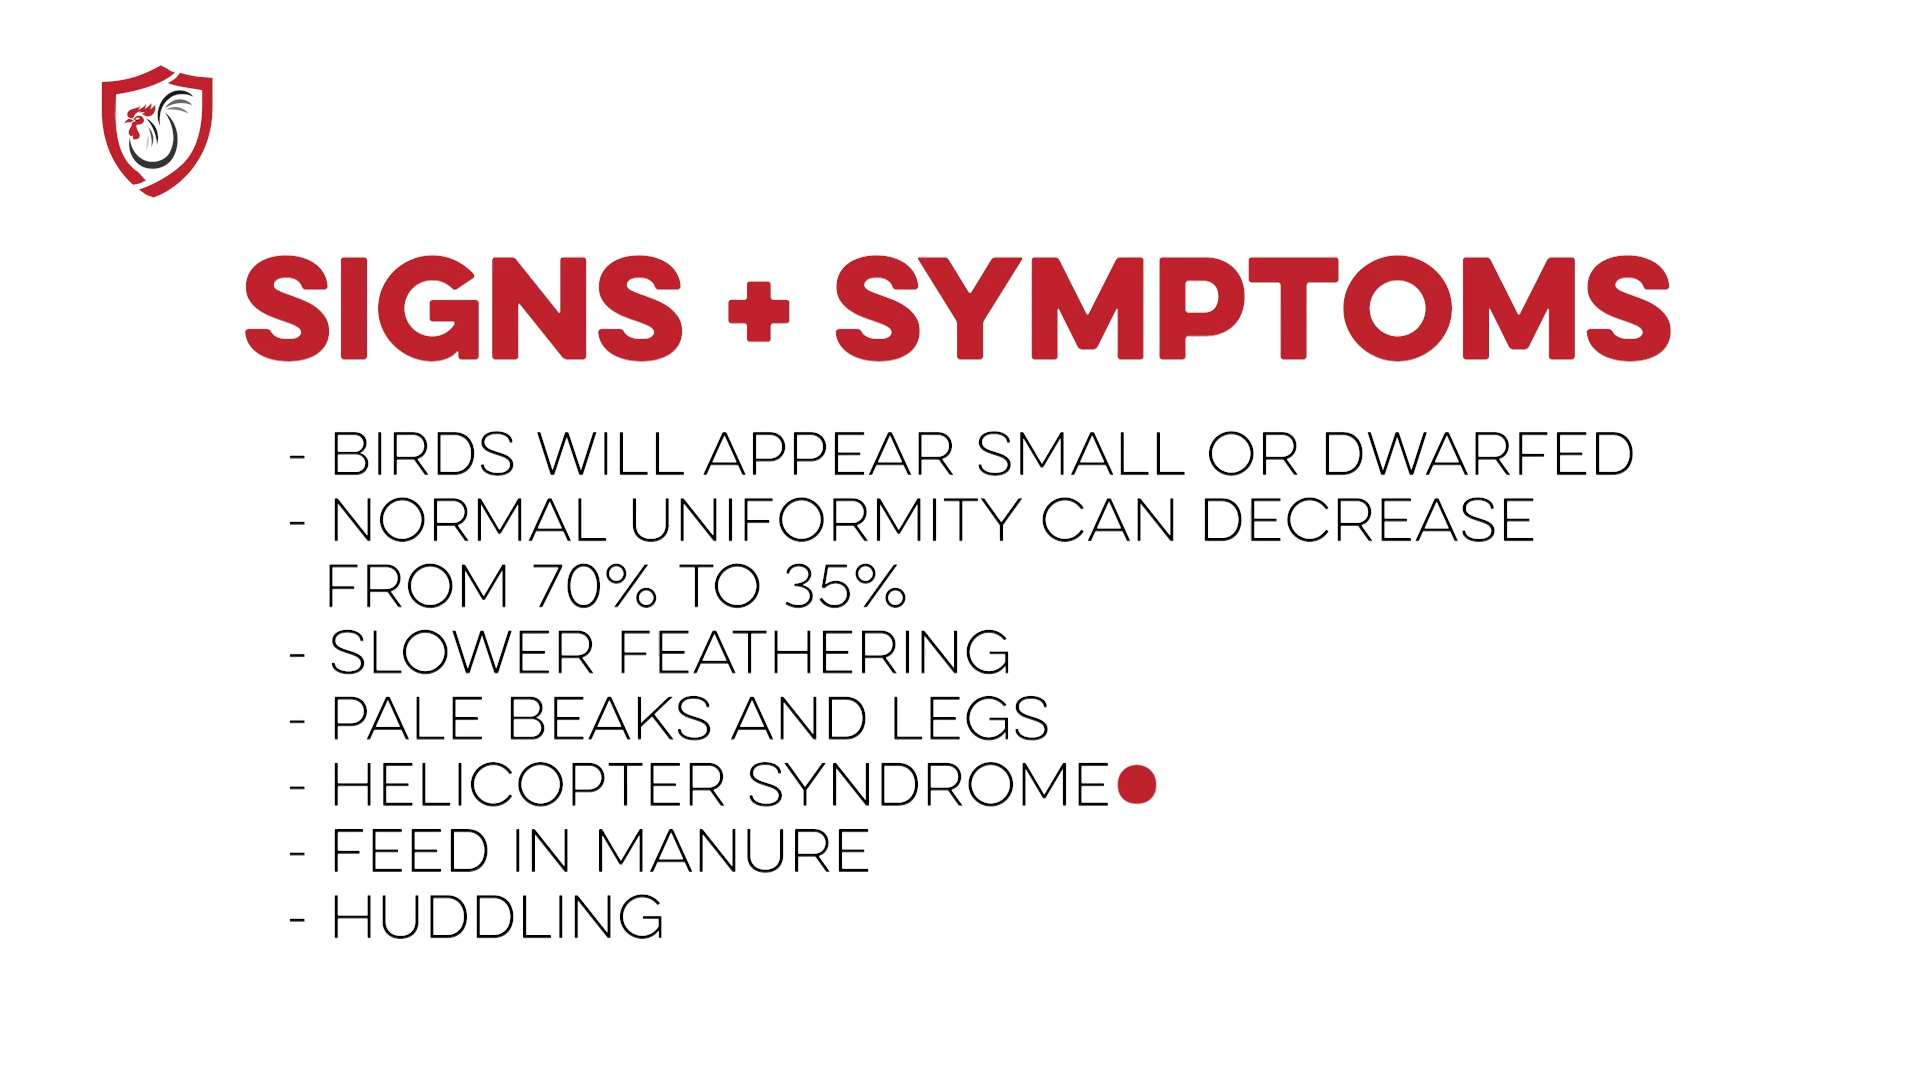 SIGNS + SYMPTOMS
- BIRDS WILL APPEAR SMALL OR DWARFED
- NORMAL UNIFORMITY CAN DECREASE
FROM 70% TO 35%
- SLOWER FEATHERING
- PALE BEAKS AND LEGS
- HELICOPTER SYNDROME
- FEED IN MANURE
- HUDDLING